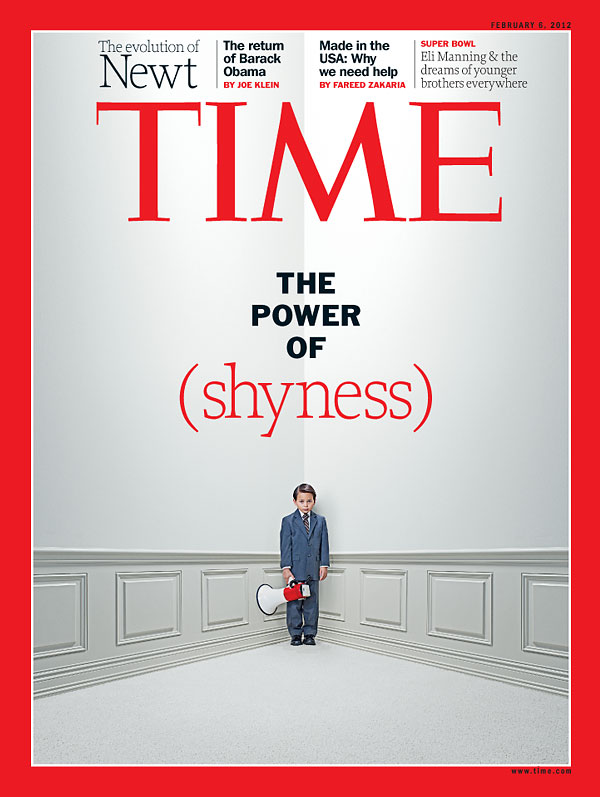 FEBRUARY 6, 2012
The evolution of
Newt
The return
of Barack
Obama
BY JOE KLEIN
Made in the
USA: Why
we need help
BY FAREED ZAKARIA
SUPER BOWL
Eli Manning & the
dreams of younger
brothers everywhere
TIME
THE
POWER
OF
(shyness)
www.time.com